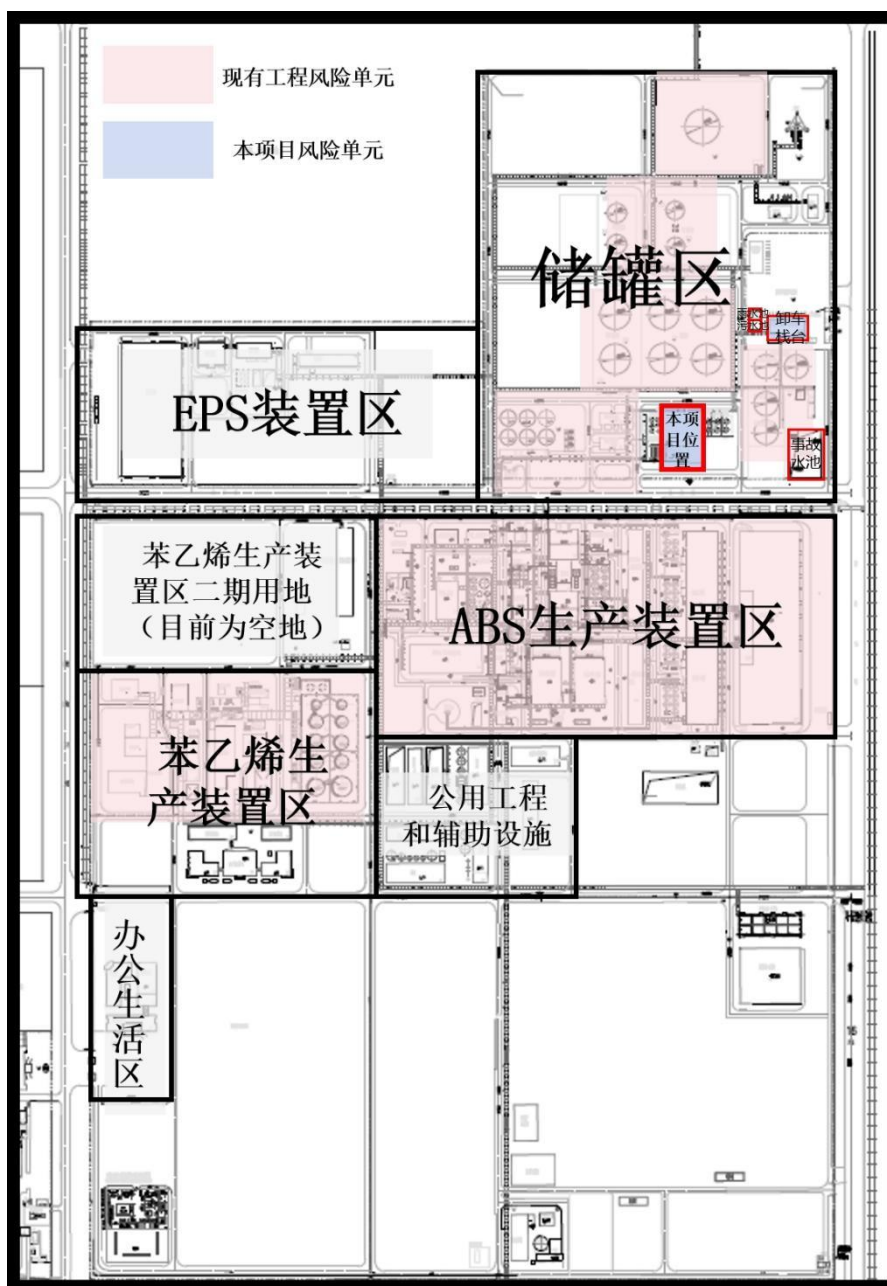 现有工程风险单元
本项目风险单元
储罐区
卸车
栈台
EPS装置区
本项
目位
置
事故
水池
苯乙烯生产装
置区二期用地
（目前为空地）
ABS生产装置区
苯乙烯生
产装置区
公用工程
和辅助设施
办公生活区